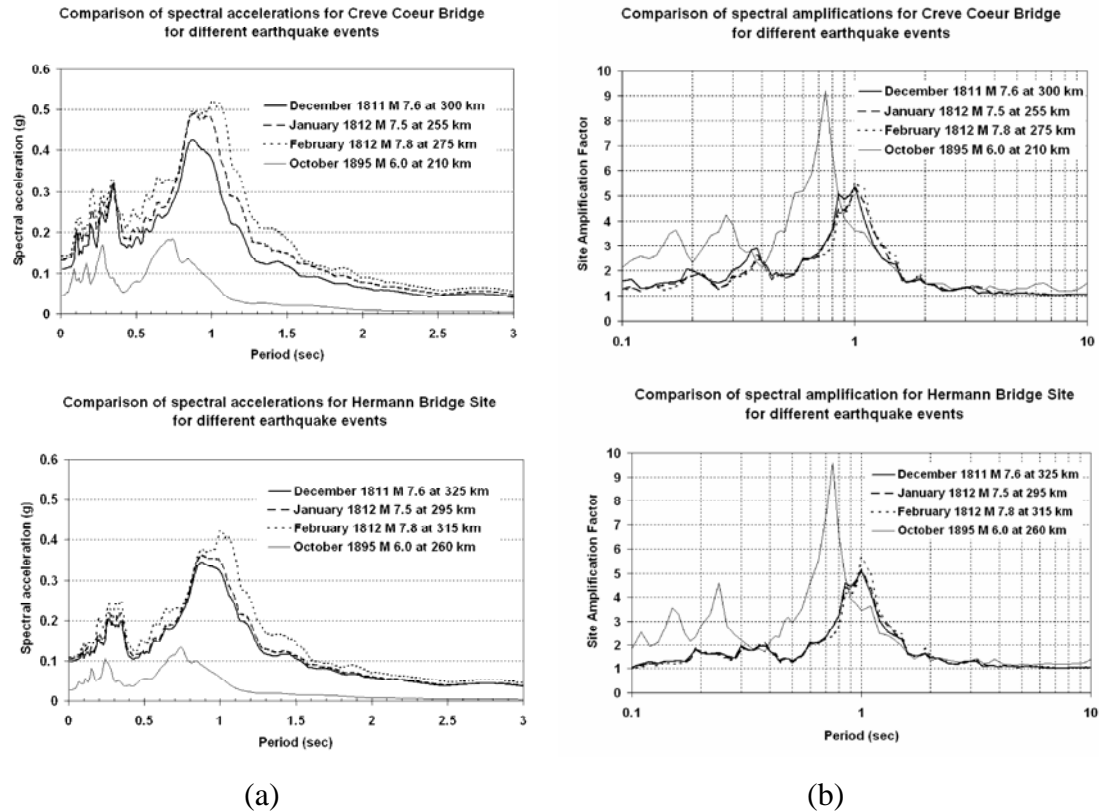 Comparison of spectral accelerations for Creve Coeur Bridge
for different earthquake events
0.6
0.5
0.4
0.3
0.2
0.1
0
Spectral acceleration (g)
December 1811 M 7.6 at 300 km
January 1812 M 7.5 at 255 km
February 1812 M 7.8 at 275 km
October 1895 M 6.0 at 210 km
0 0.5 1 1.5 2 2.5 3
Period (sec)
Comparison of spectral amplifications for Creve Coeur Bridge
for different earthquake events
10
9
8
7
6
5
4
3
2
1
0
Site Amplification Factor
December 1811 M 7.6 at 300 km
January 1812 M 7.5 at 255 km
February 1812 M 7.8 at 275 km
October 1895 M 6.0 at 210 km
0.1 1 10
Period (sec)
Comparison of spectral accelerations for Hermann Bridge Site
for different earthquake events
0.6
0.5
0.4
0.3
0.2
0.1
0
Spectral acceleration (g)
December 1811 M 7.6 at 325 km
January 1812 M 7.5 at 295 km
February 1812 M 7.8 at 315 km
October 1895 M 6.0 at 260 km
0 0.5 1 1.5 2 2.5 3
Period (sec)
Comparison of spectral amplification for Hermann Bridge Site
for different earthquake events
10
9
8
7
6
5
4
3
2
1
0
Site Amplification Factor
December 1811 M 7.6 at 325 km
January 1812 M 7.5 at 295 km
February 1812 M 7.8 at 315 km
October 1895 M 6.0 at 260 km
0.1 1 10
Period (sec)
(a)
(b)